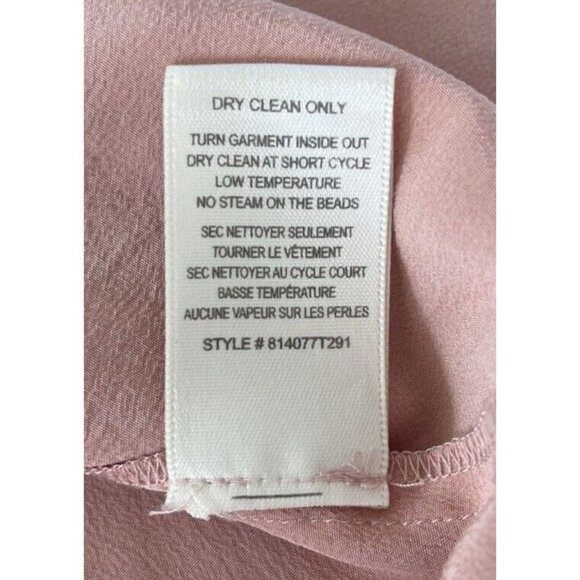 DRY CLEAN ONLY
TURN GARMENT INSIDE OUT
DRY CLEAN AT SHORT CYCLE
LOW TEMPERATURE
NO STEAM ON THE BEADS
SEC NETTOYER SEULEMENT
TOURNER LE VÊTEMENT
SEC NETTOYER AU CYCLE COURT
BASSE TEMPÉRATURE
AUCUNE VAPEUR SUR LES PERLES
STYLE # 814077T291